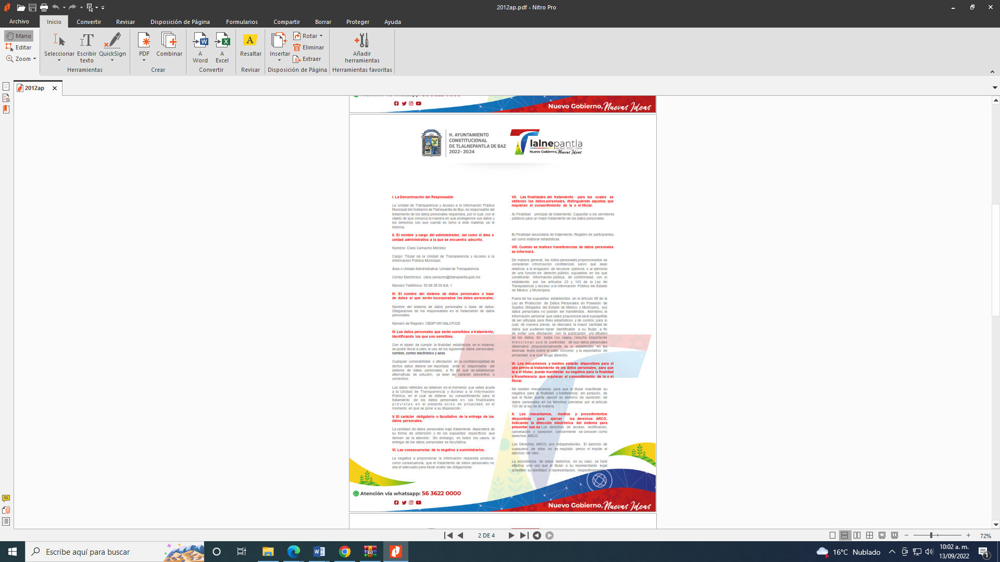 2012ap.pdf - Nitro Pro
Archivo
Inicio
Convertir
Revisar
Disposición de Página
Formularios
Compartir
Borrar
Proteger
Ayuda
Mano
Editar
Zoom
Seleccionar
Escribir
texto
QuickSign
Herramientas
PDF
Combinar
Crear
A
Word
A
Excel
Convertir
Resaltar
Revisar
Insertar
Rotar
Eliminar
Extraer
Disposición de Página
Añadir
herramientas
Herramientas favoritas
2012ap
Nuevo Gobierno, Nuevas Ideas
H. AYUNTAMIENTO
CONSTITUCIONAL
DE TLALNEPANTLA DE BAZ
2022- 2024
Tlalnepantla
de Baz 2022 - 2024
Nuevo Gobierno, Nuevas Ideas
I. La Denominación del Responsable
La Unidad de Transparencia y Acceso a la Información Pública
Municipal del Gobierno de Tlalnepantla de Baz, es responsable del
tratamiento de los datos personales requeridos, por lo cual, con el
objeto de que conozca la manera en que protegemos sus datos y
los derechos con que cuenta en torno a este material, se le
informa:
II. El nombre y cargo del administrador, así como el área o
unidad administrativa a la que se encuentra adscrito.
Nombre: Clara Camacho Méndez
Cargo: Titular de la Unidad de Transparencia y Acceso a la
Información Pública Municipal.
Área o Unidad Administrativa: Unidad de Transparencia
Correo Electrónico clara.camacho@tlalnepantla.gob.mx
Número Telefónico: 53 66 38 00 Ext. 1
III. El nombre del sistema de datos personales o base
de datos al que serán incorporados los datos personales.
Nombre del sistema de datos personales o base de datos:
Obligaciones de los responsables en el tratamiento de datos
personales.
Número de Registro: CBDP19519ALCP226.
IV. Los datos personales que serán sometidos a tratamiento,
identificando los que son sensibles.
Con el objeto de cumplir la finalidad establecida en el sistema,
se podrá llevar a cabo el uso de los siguientes datos personales:
nombre, correo electrónico y sexo.
Cualquier vulnerabilidad o afectación en la confidencialidad de
dichos datos deberá ser reportada ante el responsable del
sistema de datos personales, a fin de que se establezcan
alternativas de solución, ya sean de carácter preventivo o
correctivo.
Los datos referidos se obtienen en el momento que usted acude
a la Unidad de Transparencia y Acceso a la Información
Pública, en el cual se obtiene su consentimiento para el
tratamiento de los datos personales en las finalidades
previstas en el presente aviso de privacidad, en el
momento en que se pone a su disposición.
V. El carácter obligatorio o facultativo de la entrega de los
datos personales.
La cantidad de datos personales bajo tratamiento dependerá de
su forma de obtención y de los supuestos específicos que
deriven de la atención. Sin embargo, en todos los casos, la
entrega de los datos personales es facultativa.
VI. Las consecuencias de la negativa a suministrarlos.
La negativa a proporcionar la información requerida produce,
como consecuencia, que el tratamiento de datos personales no
sea el adecuado para llevar acabo las obligaciones
VII. Las finalidades del tratamiento para las cuales se
obtienen los datos personales, distinguiendo aquellas que
requieran el consentimiento de la o el titular.
A) Finalidad principal de tratamiento: Capacitar a los servidores
públicos para un mejor tratamiento de los datos personales.
B) Finalidad secundaria de tratamiento: Registro de participantes,
así como elaborar estadísticas.
VIII. Cuando se realicen transferencias de datos personales
se informará.
De manera general, los datos personales proporcionados se
consideran información confidencial, salvo que sean
relativos a la erogación de recursos públicos o al ejercicio
de una función de derecho público, supuestos en los que
constituirán información pública, de conformidad con lo
establecido por los artículos 23 y 143 de la Ley de
Transparencia y Acceso a la Información Pública del Estado
de México y Municipios.
Fuera de los supuestos establecidos en el artículo 66 de la
Ley de Protección de Datos Personales en Posesión de
Sujetos Obligados del Estado de México y Municipios, sus
datos personales no podrán ser transferidos. Asimismo, la
información personal que usted proporcione será susceptible
de ser utilizada para fines estadísticos y de control, para lo
cual, de manera previa, se disociará la mayor cantidad de
datos que pudieran hacer identificable a su titular, a fin
de evitar una afectación con la publicación y/o difusión
de los datos. En todos los casos, resulta importante
mencionar que la publicidad de sus datos personales
dependerá proporcionalmente de lo establecido en las
diversas leyes sobre el caso concreto y la expectativa de
privacidad a la cual tenga derecho.
IX. Los mecanismos y medios estarán disponibles para el
uso previo al tratamiento de los datos personales, para que
la o el titular, pueda manifestar su negativa para la finalidad
y transferencia que requieran el consentimiento de la o el
titular.
No existen mecanismos para que el titular manifieste su
negativa para la finalidad y trasferencia, sin perjuicio, de
que el titular puede ejercer su derecho de oposición de
datos personales en los términos previstos por el artículo
103 de la ley de la materia.
X. Los mecanismos, medios y procedimientos
disponibles para ejercer los derechos ARCO,
indicando la dirección electrónica del sistema para
presentar sus so Los derechos de acceso, rectificación,
cancelación y oposición comúnmente se conocen como
derechos ARCO.
Los Derechos ARCO, son independientes. El ejercicio de
cualquiera de ellos no es requisito previo ni impide el
ejercicio del otro.
La procedencia de estos derechos, en su caso, se hará
efectiva una vez que el titular o su representante legal
acrediten su identidad o representación, respectivamente.
Atención vía whatsapp: 56 3622 0000
Nuevo Gobierno, Nuevas Ideas
2 DE 4
72%
Escribe aquí para buscar
16°C Nublado
10:02 a. m.
13/09/2022
1